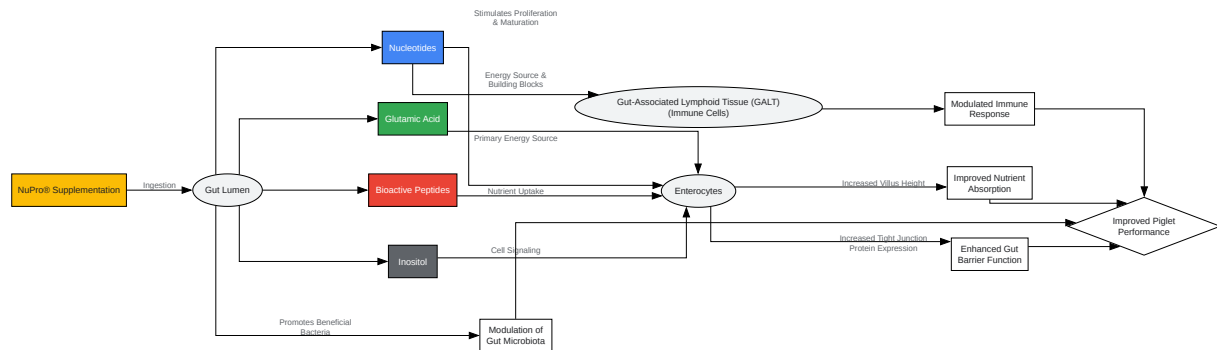 Stimulates Proliferation
& Maturation
Nucleotides
Energy Source &
Building Blocks
Gut-Associated Lymphoid Tissue (GALT)
(Immune Cells)
Modulated Immune
Response
Glutamic Acid
Primary Energy Source
NuPro® Supplementation
Ingestion
Gut Lumen
Bioactive Peptides
Nutrient Uptake
Enterocytes
Increased Villus Height
Improved Nutrient
Absorption
Improved Piglet
Performance
Inositol
Cell Signaling
Increased Tight Junction
Protein Expression
Enhanced Gut
Barrier Function
Promotes Beneficial
Bacteria
Modulation of
Gut Microbiota